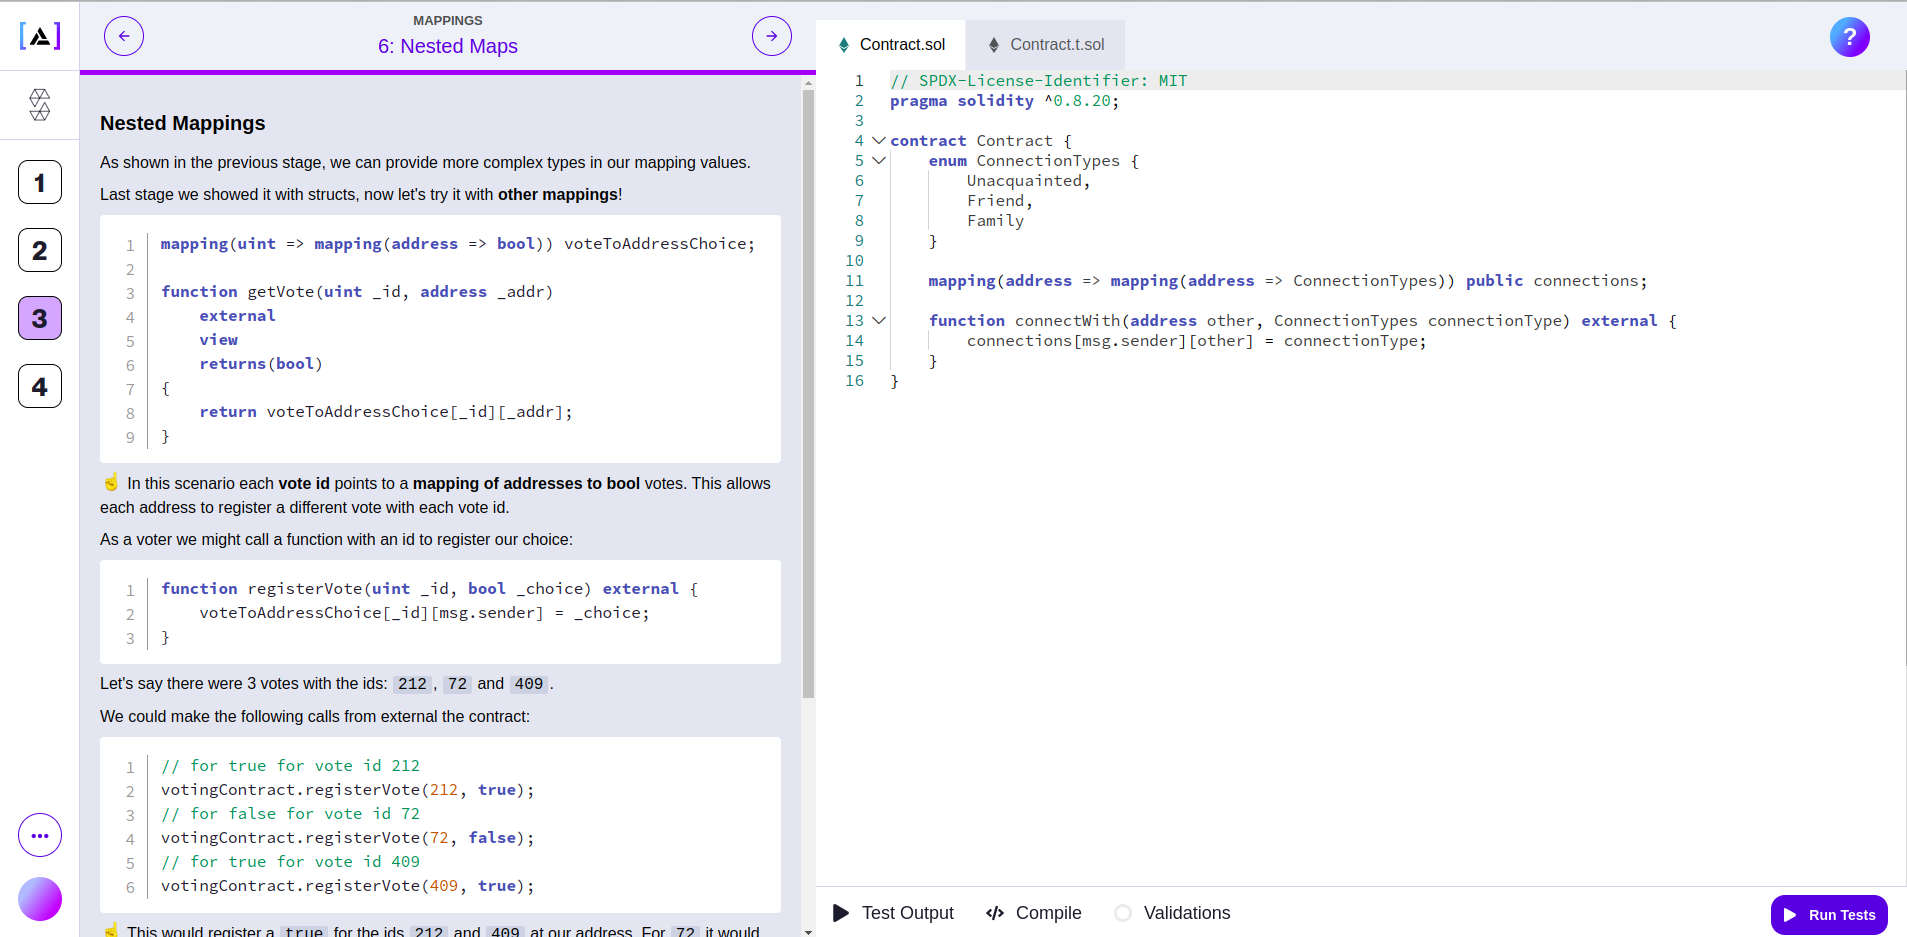 MAPPINGS
6: Nested Maps
1
2
3
4
Nested Mappings
As shown in the previous stage, we can provide more complex types in our mapping values.
Last stage we showed it with structs, now let's try it with other mappings!
1 mapping(uint => mapping(address => bool)) voteToAddressChoice;
2
3 function getVote(uint _id, address _addr)
4     external
5     view
6     returns(bool)
7 {
8     return voteToAddressChoice[_id][_addr];
9 }
☝️ In this scenario each vote id points to a mapping of addresses to bool votes. This allows
each address to register a different vote with each vote id.
As a voter we might call a function with an id to register our choice:
1 function registerVote(uint _id, bool _choice) external {
2     voteToAddressChoice[_id][msg.sender] = _choice;
3 }
Let's say there were 3 votes with the ids: 212, 72 and 409.
We could make the following calls from external the contract:
1 // for true for vote id 212
2 votingContract.registerVote(212, true);
3 // for false for vote id 72
4 votingContract.registerVote(72, false);
5 // for true for vote id 409
6 votingContract.registerVote(409, true);
☝️ This would register a true for the ids 212 and 409 at our address. For 72 it would
Contract.sol
Contract.t.sol
?
1 // SPDX-License-Identifier: MIT
2 pragma solidity ^0.8.20;
3
4 contract Contract {
5     enum ConnectionTypes {
6         Unacquainted,
7         Friend,
8         Family
9     }
10
11     mapping(address => mapping(address => ConnectionTypes)) public connections;
12
13     function connectWith(address other, ConnectionTypes connectionType) external {
14         connections[msg.sender][other] = connectionType;
15     }
16 }
Test Output
Compile
Validations
Run Tests